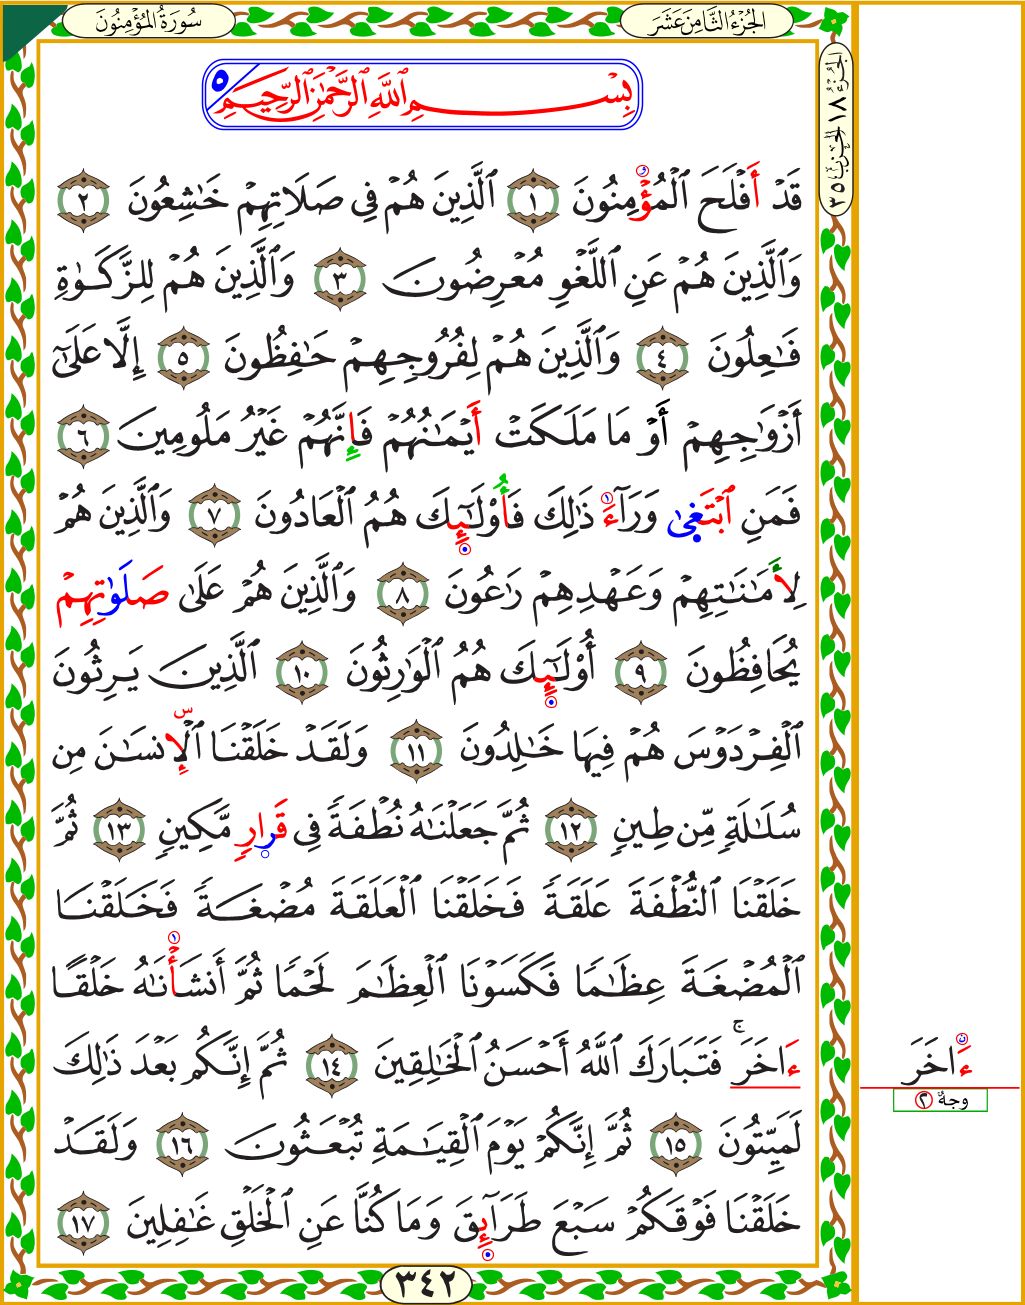 سُورَةُ المُؤْمِنُونَ
الجُزْءُ الثَّامِنَ عَشَرَ
الجزء ١٨ الحزب ٣٥
بِسْمِ ٱللَّهِ ٱلرَّحْمَٰنِ ٱلرَّحِيمِ ٥
قَدْ أَفْلَحَ ٱلْمُؤْمِنُونَ ١ ٱلَّذِينَ هُمْ فِى صَلَاتِهِمْ خَٰشِعُونَ ٢
وَٱلَّذِينَ هُمْ عَنِ ٱللَّغْوِ مُعْرِضُونَ ٣ وَٱلَّذِينَ هُمْ لِلزَّكَوٰةِ
فَٰعِلُونَ ٤ وَٱلَّذِينَ هُمْ لِفُرُوجِهِمْ حَٰفِظُونَ ٥ إِلَّا عَلَىٰٓ
أَزْوَٰجِهِمْ أَوْ مَا مَلَكَتْ أَيْمَٰنُهُمْ فَإِنَّهُمْ غَيْرُ مَلُومِينَ ٦
فَمَنِ ٱبْتَغَىٰ وَرَآءَ ذَٰلِكَ فَأُو۟لَٰٓئِكَ هُمُ ٱلْعَادُونَ ٧ وَٱلَّذِينَ هُمْ
لِأَمَٰنَٰتِهِمْ وَعَهْدِهِمْ رَٰعُونَ ٨ وَٱلَّذِينَ هُمْ عَلَىٰ صَلَوَٰتِهِمْ
يُحَافِظُونَ ٩ أُو۟لَٰٓئِكَ هُمُ ٱلْوَٰرِثُونَ ١٠ ٱلَّذِينَ يَرِثُونَ
ٱلْفِرْدَوْسَ هُمْ فِيهَا خَٰلِدُونَ ١١ وَلَقَدْ خَلَقْنَا ٱلْإِنسَٰنَ مِن
سُلَٰلَةٍ مِّن طِينٍ ١٢ ثُمَّ جَعَلْنَٰهُ نُطْفَةً فِى قَرَارٍ مَّكِينٍ ١٣ ثُمَّ
خَلَقْنَا ٱلنُّطْفَةَ عَلَقَةً فَخَلَقْنَا ٱلْعَلَقَةَ مُضْغَةً فَخَلَقْنَا
ٱلْمُضْغَةَ عِظَٰمًا فَكَسَوْنَا ٱلْعِظَٰمَ لَحْمًا ثُمَّ أَنشَأْنَٰهُ خَلْقًا
ءَاخَرَ ۚ فَتَبَارَكَ ٱللَّهُ أَحْسَنُ ٱلْخَٰلِقِينَ ١٤ ثُمَّ إِنَّكُم بَعْدَ ذَٰلِكَ
لَمَيِّتُونَ ١٥ ثُمَّ إِنَّكُمْ يَوْمَ ٱلْقِيَٰمَةِ تُبْعَثُونَ ١٦ وَلَقَدْ
خَلَقْنَا فَوْقَكُمْ سَبْعَ طَرَآئِقَ وَمَا كُنَّا عَنِ ٱلْخَلْقِ غَٰفِلِينَ ١٧
ءَاخَرَ
وجهٌ ٢
٣٤٢